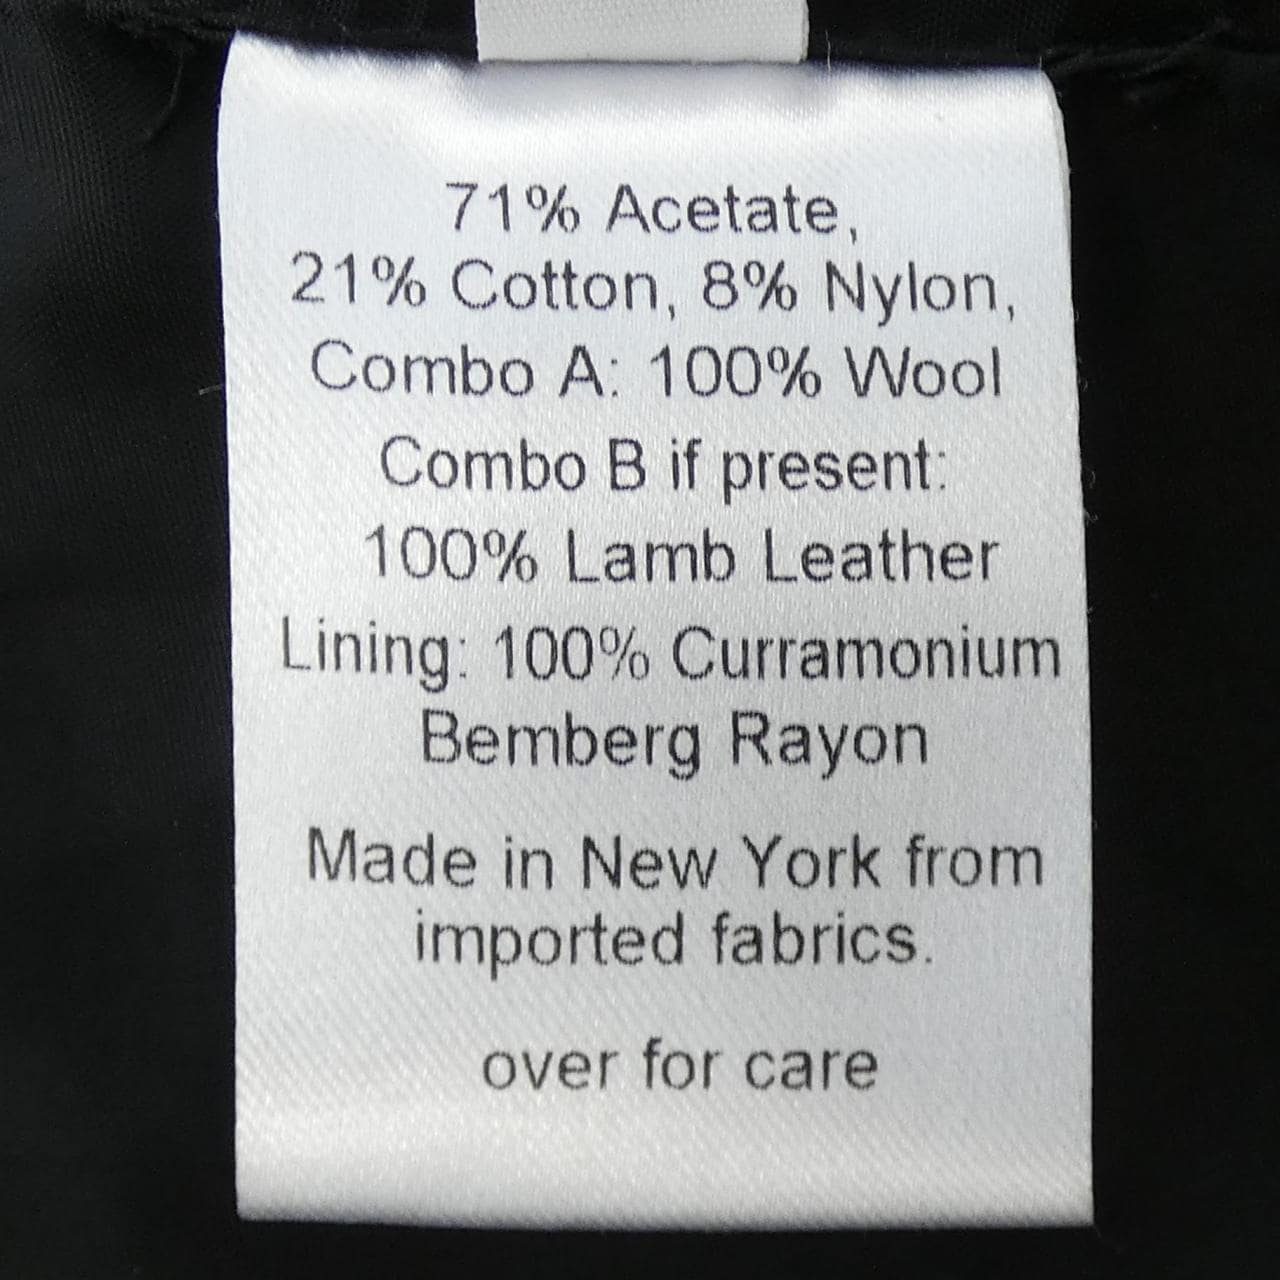 71% Acetate,
21% Cotton, 8% Nylon,
Combo A: 100% Wool
Combo B if present:
100% Lamb Leather
Lining: 100% Curramonium
Bemberg Rayon
Made in New York from
imported fabrics.
over for care